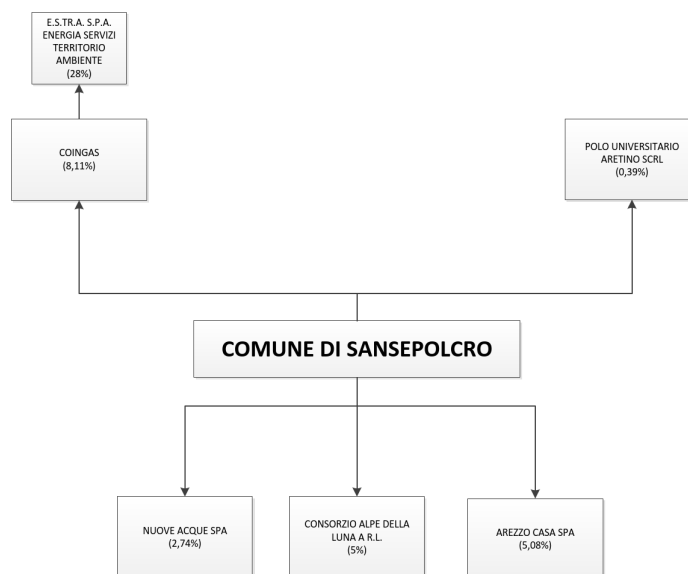 E.S.TR.A. S.P.A.
ENERGIA SERVIZI
TERRITORIO
AMBIENTE
(28%)
COINGAS
(8,11%)
POLO UNIVERSITARIO
ARETINO SCRL
(0,39%)
COMUNE DI SANSEPOLCRO
NUOVE ACQUE SPA
(2,74%)
CONSORZIO ALPE DELLA
LUNA A R.L.
(5%)
AREZZO CASA SPA
(5,08%)